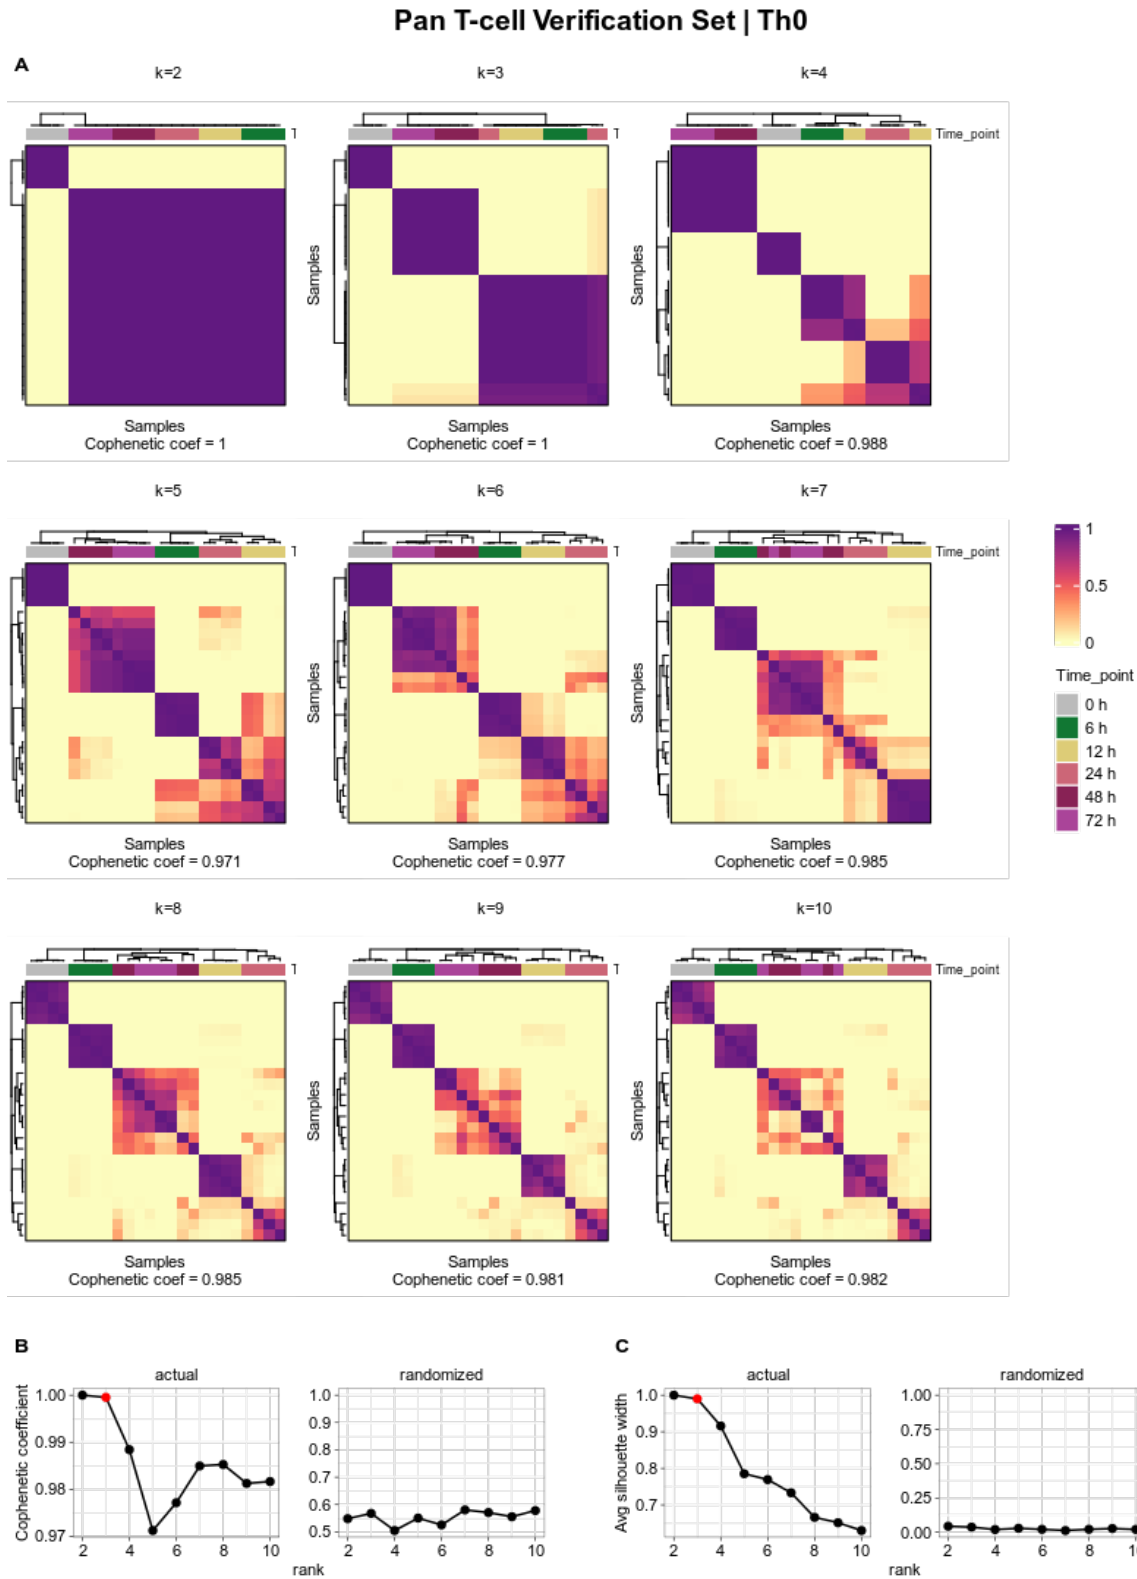 Pan T-cell Verification Set | Th0
A
k=2
k=3
k=4
T
T
Time_point
Samples
Samples
Samples
Samples
Samples
Cophenetic coef = 1
Cophenetic coef = 1
Cophenetic coef = 0.988
k=5
k=6
k=7
T
T
Time_point
Samples
Samples
Samples
Samples
Samples
Cophenetic coef = 0.971
Cophenetic coef = 0.977
Cophenetic coef = 0.985
1
0.5
0
Time_point
0 h
6 h
12 h
24 h
48 h
72 h
k=8
k=9
k=10
T
T
Time_point
Samples
Samples
Samples
Samples
Samples
Cophenetic coef = 0.985
Cophenetic coef = 0.981
Cophenetic coef = 0.982
B
actual
randomized
Cophenetic coefficient
1.00
0.99
0.98
0.97
2 4 6 8 10
1.0
0.9
0.8
0.7
0.6
0.5
2 4 6 8 10
rank
C
actual
randomized
Avg silhouette width
1.0
0.9
0.8
0.7
2 4 6 8 10
1.00
0.75
0.50
0.25
0.00
2 4 6 8 1
rank